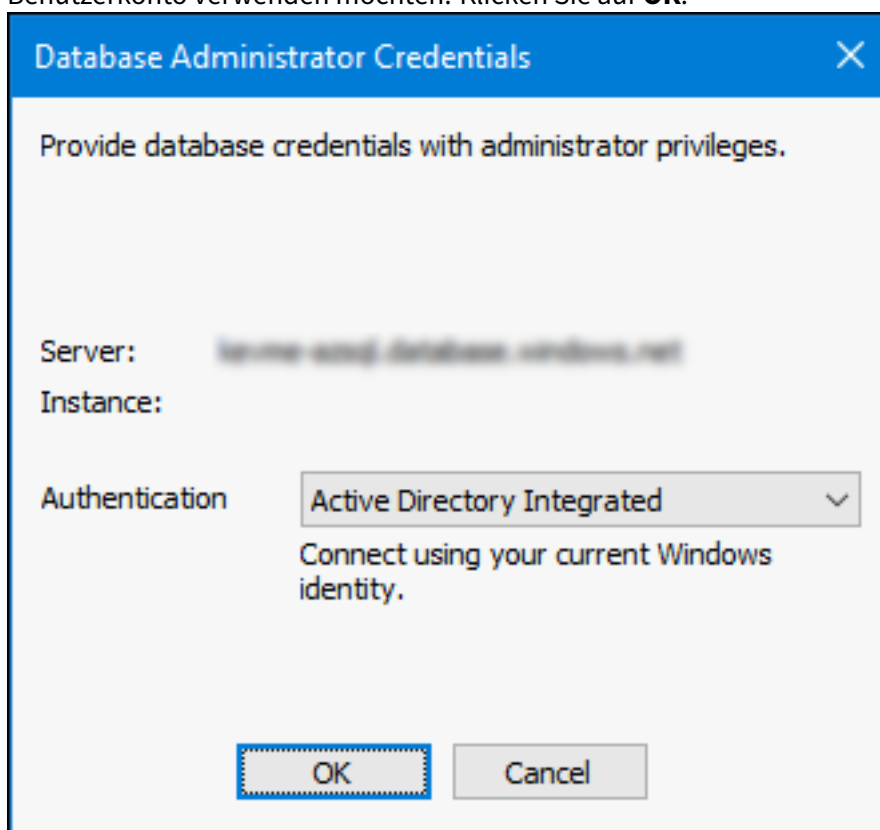 Benutzerkonto verwenden möchten. Klicken Sie auf OK.
Database Administrator Credentials
Provide database credentials with administrator privileges.
Server:
Instance:
Authentication Active Directory Integrated
Connect using your current Windows
identity.
OK Cancel